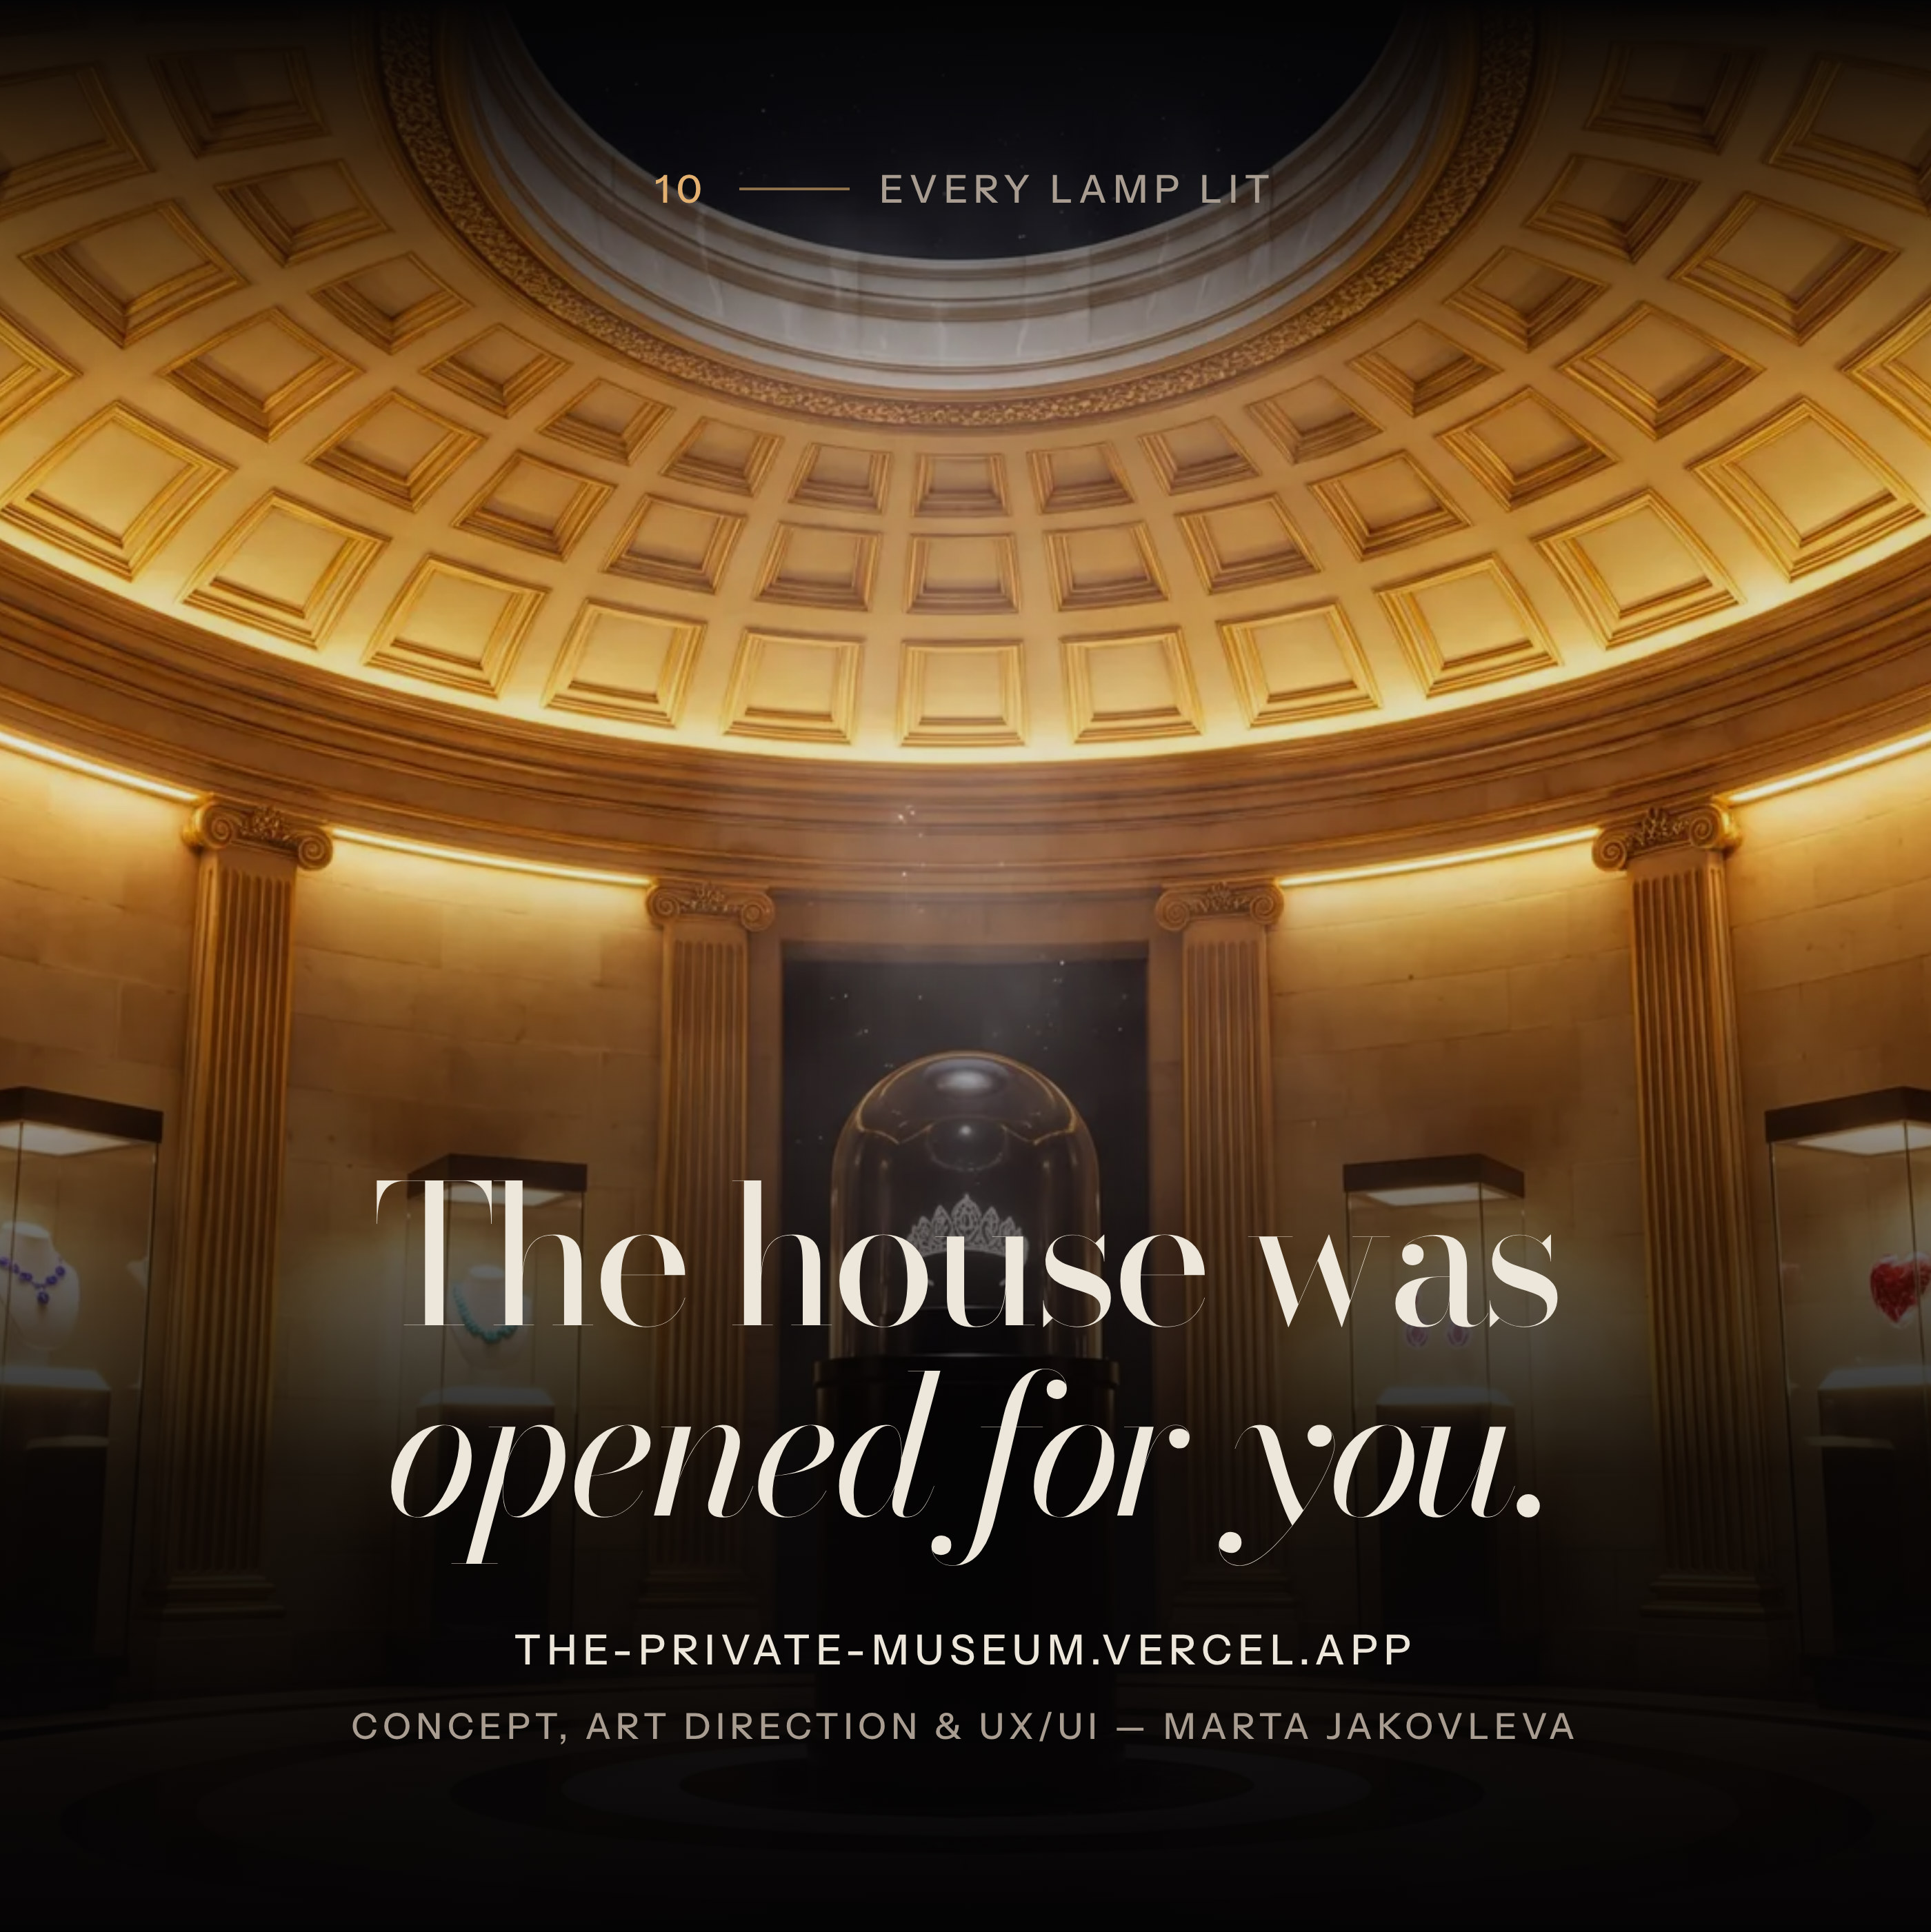 10 — EVERY LAMP LIT
The house was
opened for you.
THE-PRIVATE-MUSEUM.VERCEL.APP
CONCEPT, ART DIRECTION & UX/UI — MARTA JAKOVLEVA